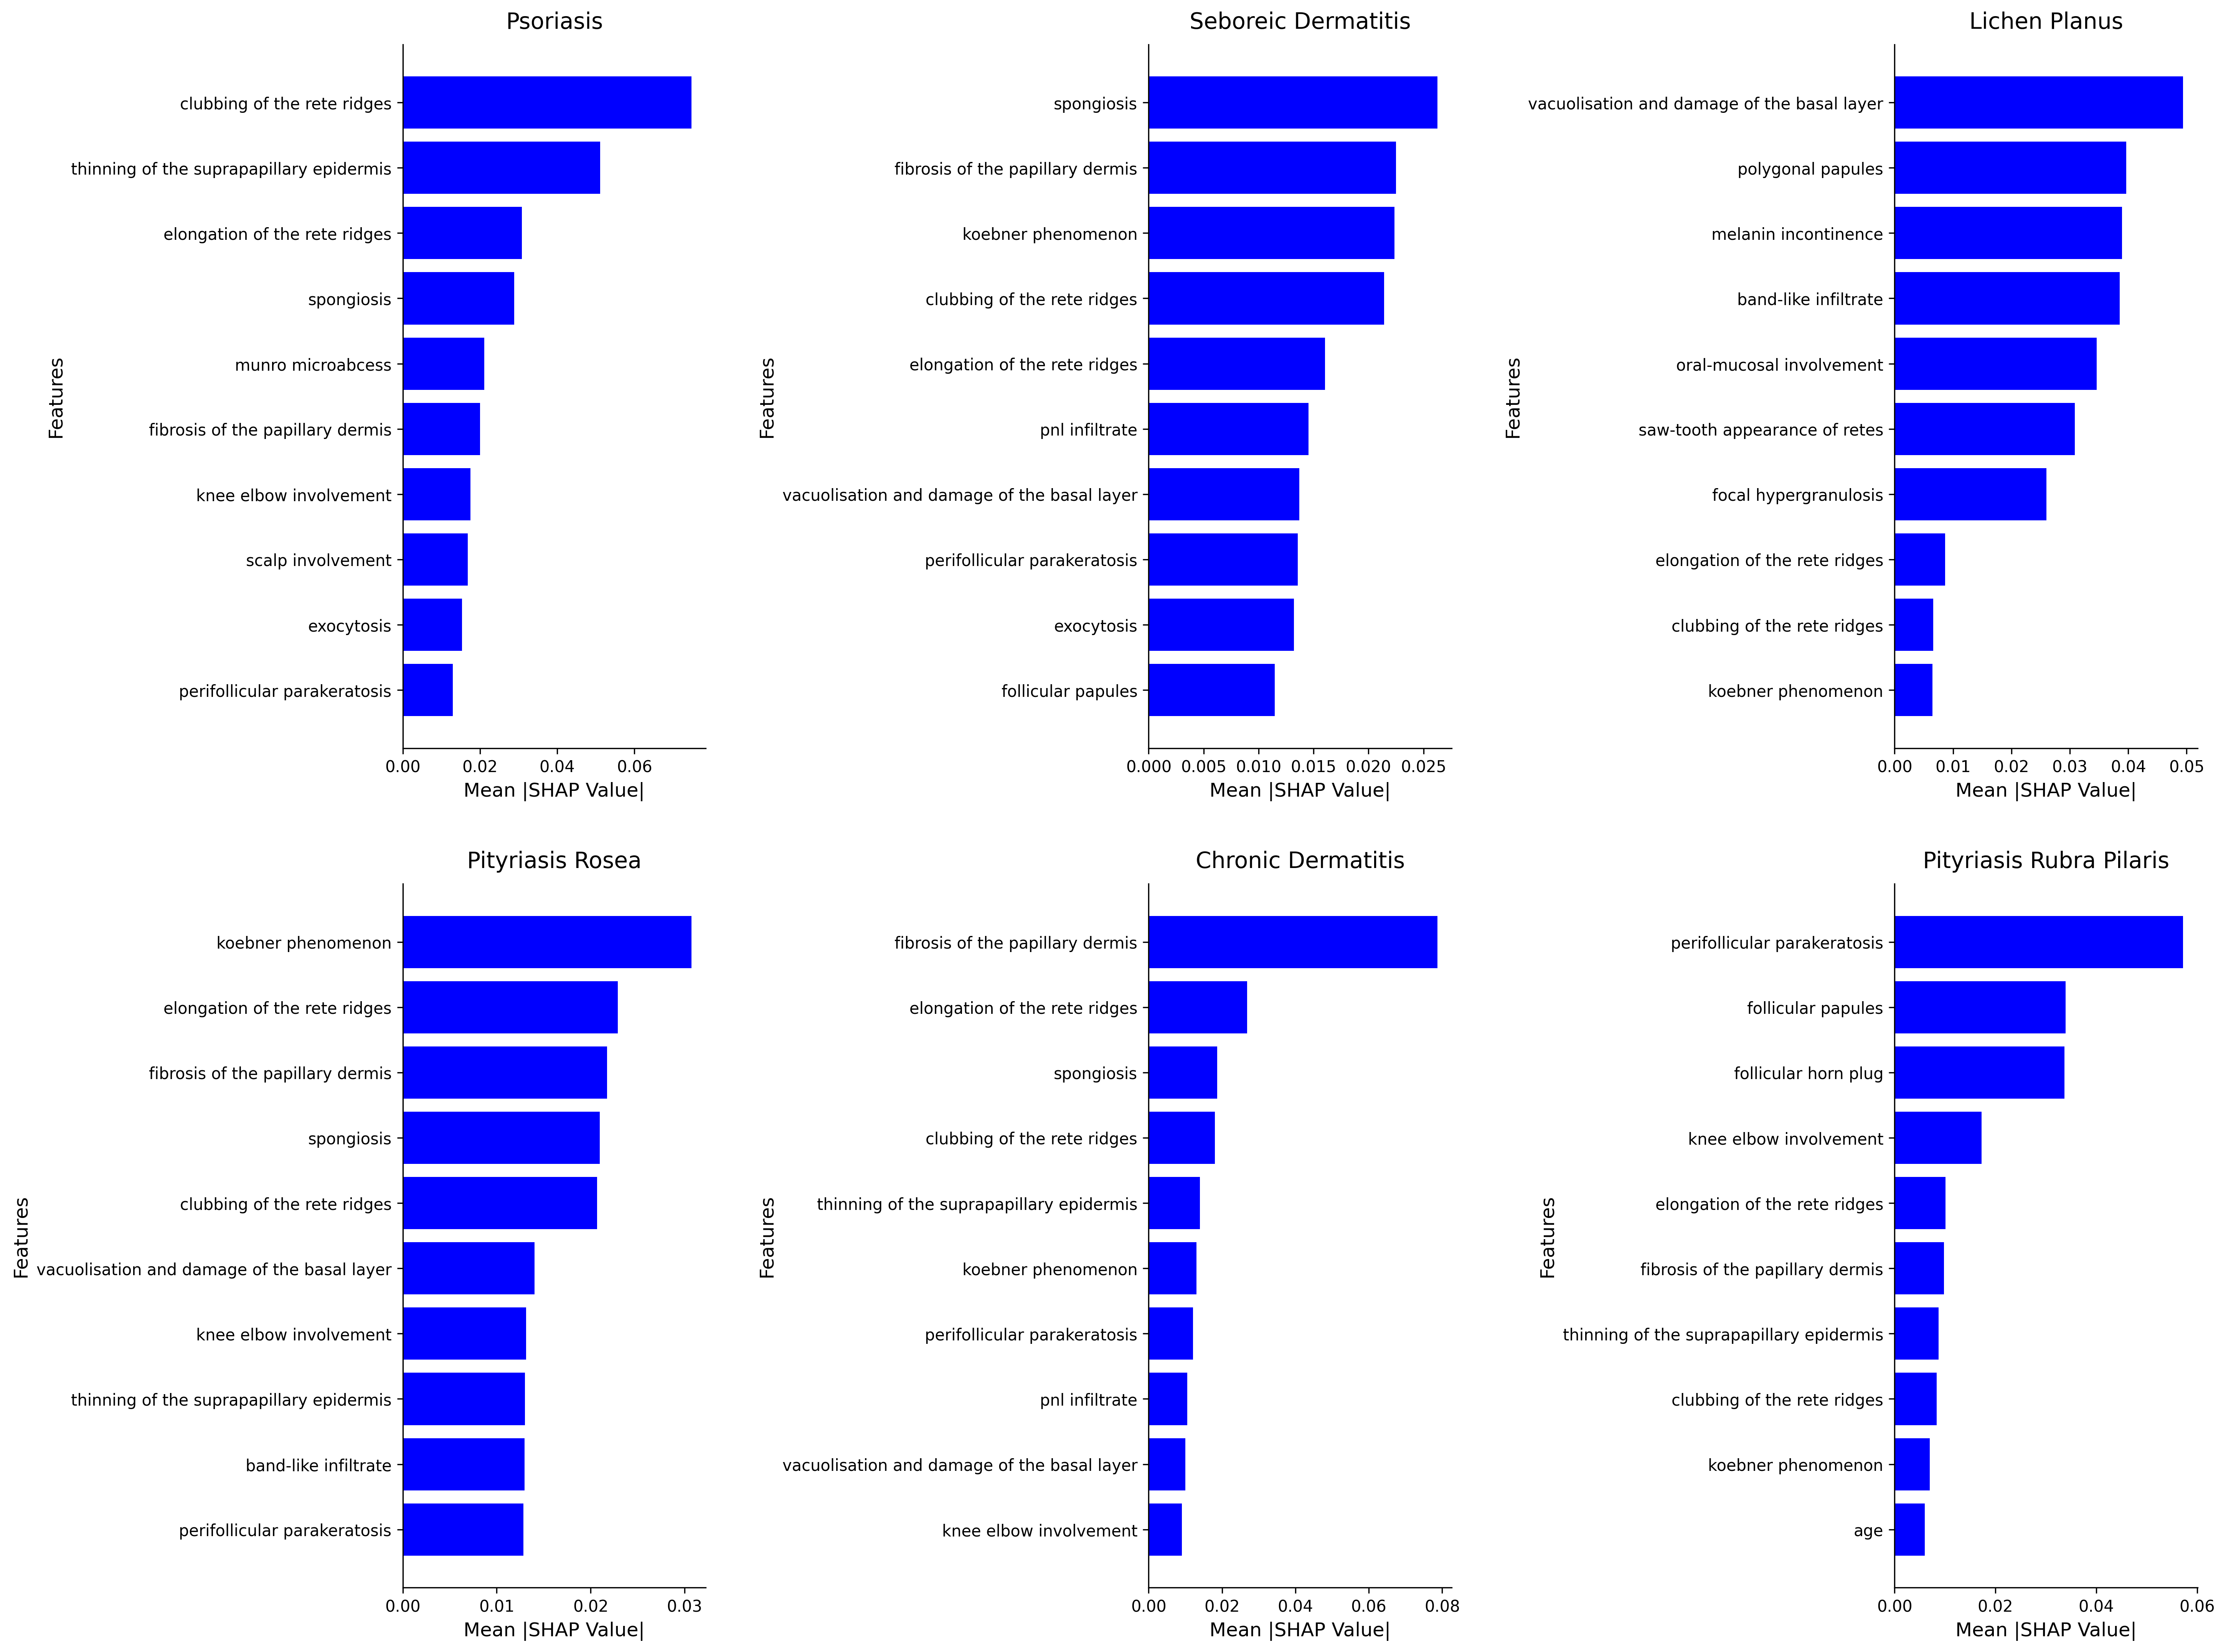 Psoriasis
clubbing of the rete ridges
thinning of the suprapapillary epidermis
elongation of the rete ridges
spongiosis
munro microabcess
fibrosis of the papillary dermis
knee elbow involvement
scalp involvement
exocytosis
perifollicular parakeratosis
Features
0.00 0.02 0.04 0.06
Mean |SHAP Value|
Seboreic Dermatitis
spongiosis
fibrosis of the papillary dermis
koebner phenomenon
clubbing of the rete ridges
elongation of the rete ridges
pnl infiltrate
vacuolisation and damage of the basal layer
perifollicular parakeratosis
exocytosis
follicular papules
Features
0.000 0.005 0.010 0.015 0.020 0.025
Mean |SHAP Value|
Lichen Planus
vacuolisation and damage of the basal layer
polygonal papules
melanin incontinence
band-like infiltrate
oral-mucosal involvement
saw-tooth appearance of retes
focal hypergranulosis
elongation of the rete ridges
clubbing of the rete ridges
koebner phenomenon
Features
0.00 0.01 0.02 0.03 0.04 0.05
Mean |SHAP Value|
Pityriasis Rosea
koebner phenomenon
elongation of the rete ridges
fibrosis of the papillary dermis
spongiosis
clubbing of the rete ridges
vacuolisation and damage of the basal layer
knee elbow involvement
thinning of the suprapapillary epidermis
band-like infiltrate
perifollicular parakeratosis
Features
0.00 0.01 0.02 0.03
Mean |SHAP Value|
Chronic Dermatitis
fibrosis of the papillary dermis
elongation of the rete ridges
spongiosis
clubbing of the rete ridges
thinning of the suprapapillary epidermis
koebner phenomenon
perifollicular parakeratosis
pnl infiltrate
vacuolisation and damage of the basal layer
knee elbow involvement
Features
0.00 0.02 0.04 0.06 0.08
Mean |SHAP Value|
Pityriasis Rubra Pilaris
perifollicular parakeratosis
follicular papules
follicular horn plug
knee elbow involvement
elongation of the rete ridges
fibrosis of the papillary dermis
thinning of the suprapapillary epidermis
clubbing of the rete ridges
koebner phenomenon
age
Features
0.00 0.02 0.04 0.06
Mean |SHAP Value|